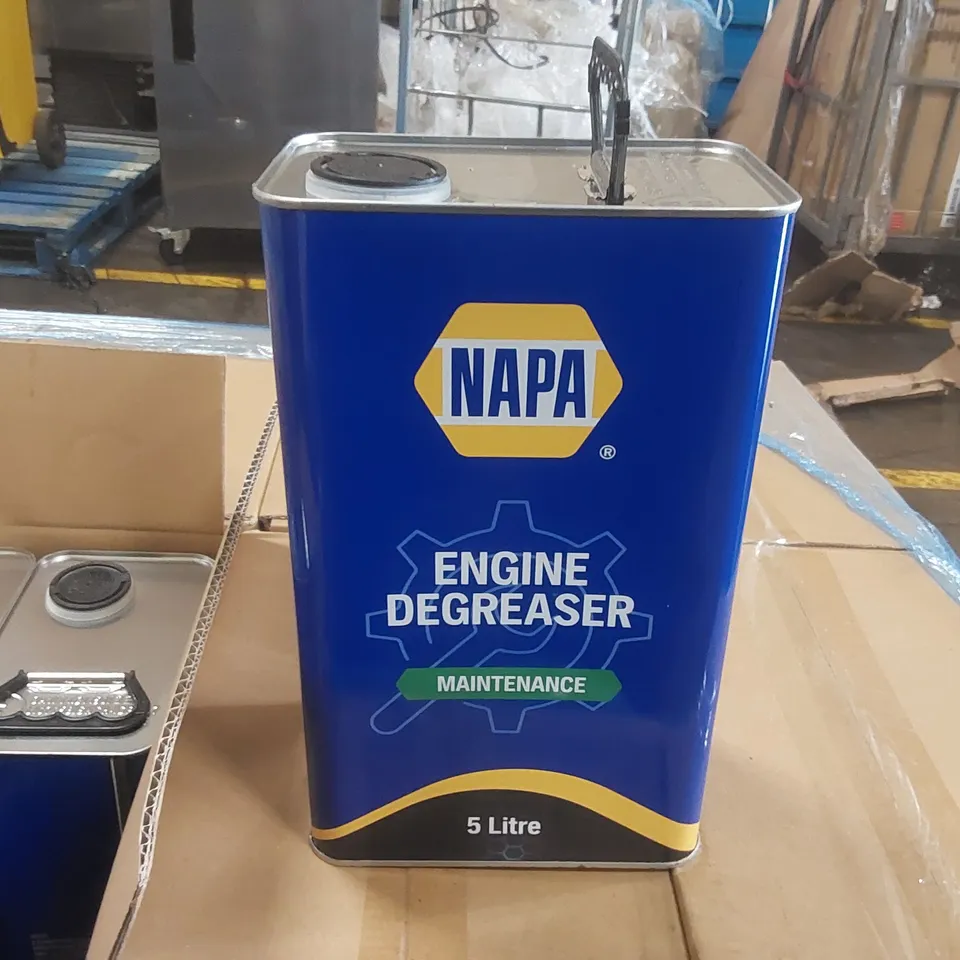 NAPA
®
ENGINE
DEGREASER
MAINTENANCE
5 Litre